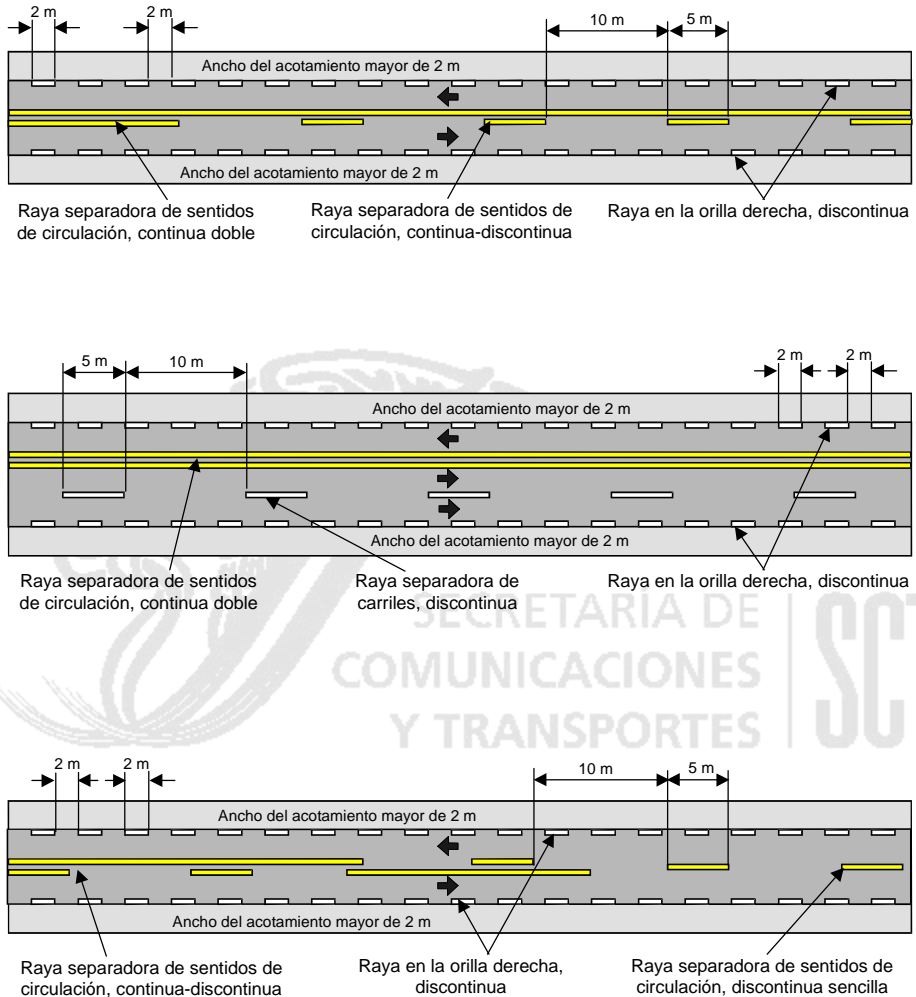 2 m
2 m
10 m
5 m
Ancho del acotamiento mayor de 2 m
Ancho del acotamiento mayor de 2 m
Raya separadora de sentidos
de circulación, continua doble
Raya separadora de sentidos de
circulación, continua-discontinua
Raya en la orilla derecha, discontinua
5 m
10 m
2 m
2 m
Ancho del acotamiento mayor de 2 m
Ancho del acotamiento mayor de 2 m
Raya separadora de sentidos
de circulación, continua doble
Raya separadora de
carriles, discontinua
Raya en la orilla derecha, discontinua
SECRETARÍA DE
COMUNICACIONES
Y TRANSPORTES
SCT
2 m
2 m
10 m
5 m
Ancho del acotamiento mayor de 2 m
Ancho del acotamiento mayor de 2 m
Raya separadora de sentidos de
circulación, continua-discontinua
Raya en la orilla derecha,
discontinua
Raya separadora de sentidos de
circulación, discontinua sencilla